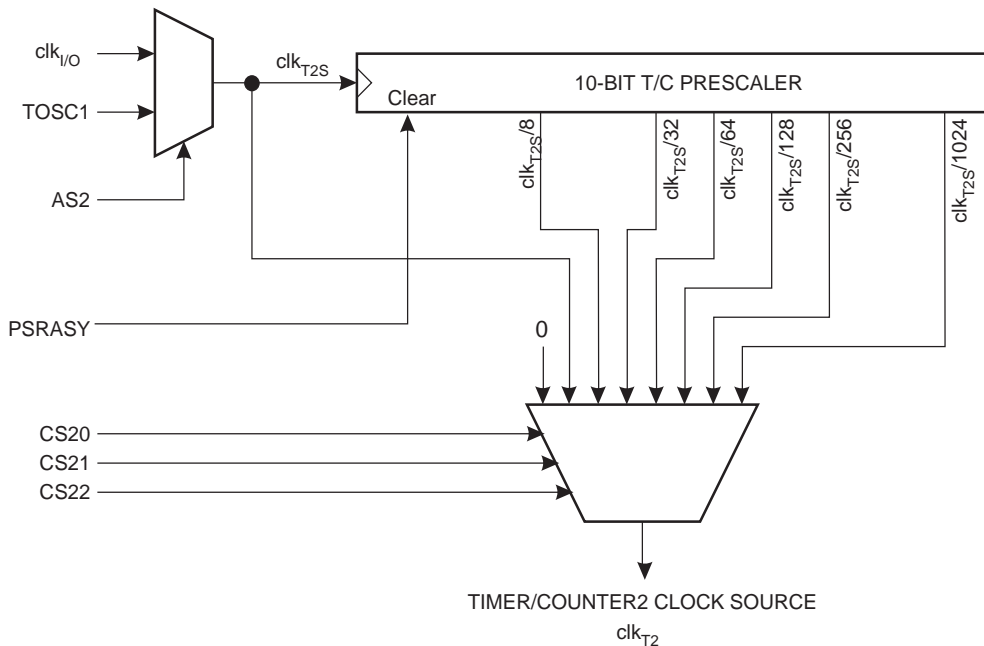 clkI/O
clkT2S
10-BIT T/C PRESCALER
TOSC1
Clear
clkT2S/8
clkT2S/32
clkT2S/64
clkT2S/128
clkT2S/256
clkT2S/1024
AS2
PSRASY
0
CS20
CS21
CS22
TIMER/COUNTER2 CLOCK SOURCE
clkT2